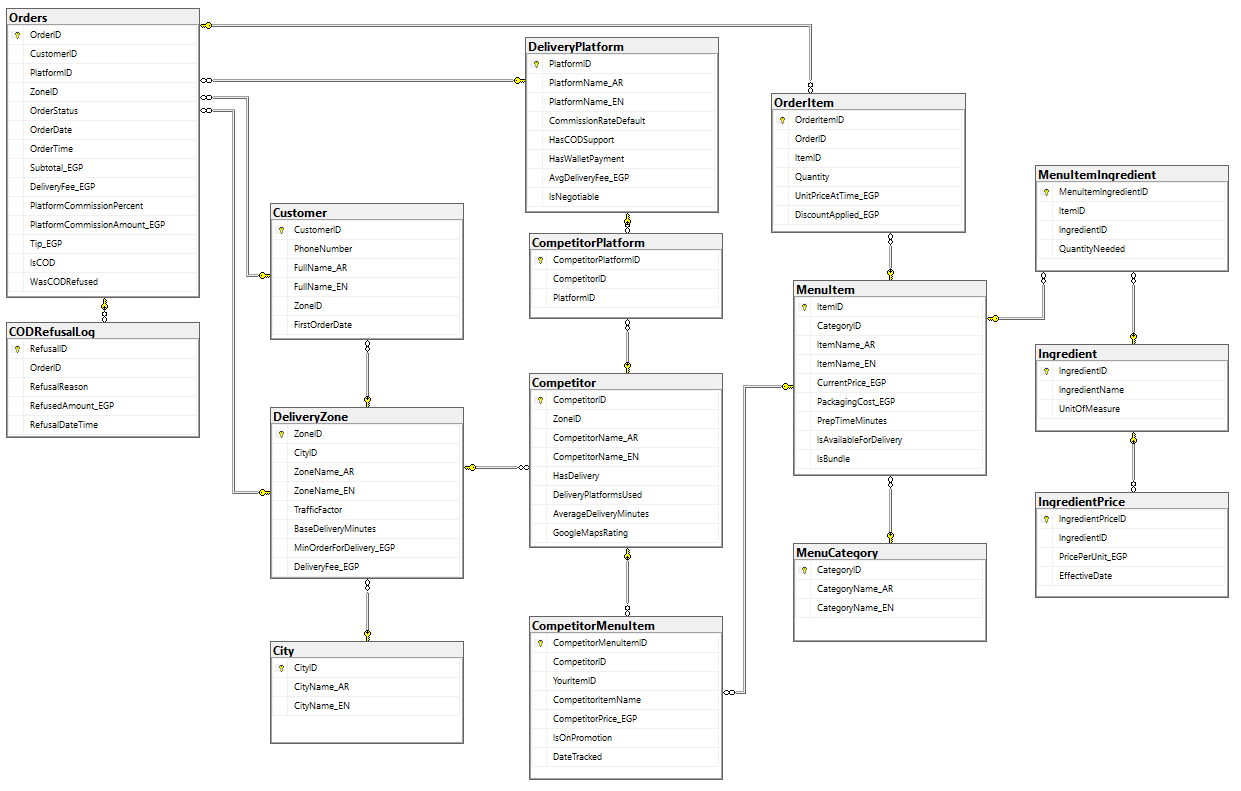 Orders
OrderID
CustomerID
PlatformID
ZoneID
OrderStatus
OrderDate
OrderTime
Subtotal_EGP
DeliveryFee_EGP
PlatformCommissionPercent
PlatformCommissionAmount_EGP
Tip_EGP
IsCOD
WasCODRefused
CODRefusalLog
RefusalID
OrderID
RefusalReason
RefusedAmount_EGP
RefusalDateTime
Customer
CustomerID
PhoneNumber
FullName_AR
FullName_EN
ZoneID
FirstOrderDate
DeliveryZone
ZoneID
CityID
ZoneName_AR
ZoneName_EN
TrafficFactor
BaseDeliveryMinutes
MinOrderForDelivery_EGP
DeliveryFee_EGP
City
CityID
CityName_AR
CityName_EN
DeliveryPlatform
PlatformID
PlatformName_AR
PlatformName_EN
CommissionRateDefault
HasCODSupport
HasWalletPayment
AvgDeliveryFee_EGP
IsNegotiable
CompetitorPlatform
CompetitorPlatformID
CompetitorID
PlatformID
Competitor
CompetitorID
ZoneID
CompetitorName_AR
CompetitorName_EN
HasDelivery
DeliveryPlatformsUsed
AverageDeliveryMinutes
GoogleMapsRating
CompetitorMenuItem
CompetitorMenuItemID
CompetitorID
YourItemID
CompetitorItemName
CompetitorPrice_EGP
IsOnPromotion
DateTracked
OrderItem
OrderItemID
OrderID
ItemID
Quantity
UnitPriceAtTime_EGP
DiscountApplied_EGP
MenuItem
ItemID
CategoryID
ItemName_AR
ItemName_EN
CurrentPrice_EGP
PackagingCost_EGP
PrepTimeMinutes
IsAvailableForDelivery
IsBundle
MenuCategory
CategoryID
CategoryName_AR
CategoryName_EN
MenuItemIngredient
MenuItemIngredientID
ItemID
IngredientID
QuantityNeeded
Ingredient
IngredientID
IngredientName
UnitOfMeasure
IngredientPrice
IngredientPriceID
IngredientID
PricePerUnit_EGP
EffectiveDate